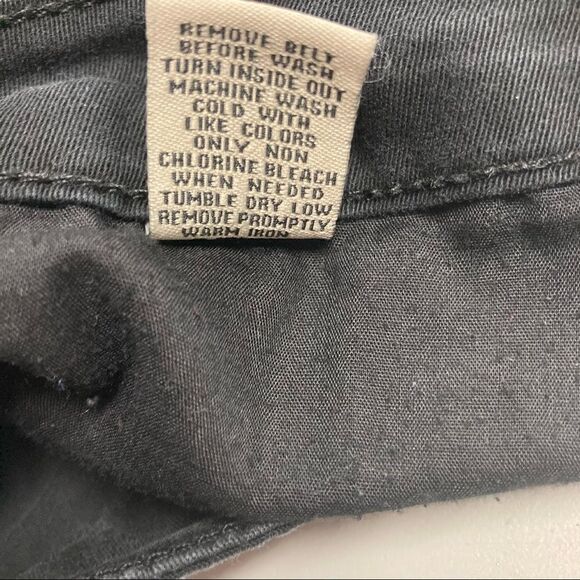 REMOVE BELT
BEFORE WASH
TURN INSIDE OUT
MACHINE WASH
COLD WITH
LIKE COLORS
ONLY NON
CHLORINE BLEACH
WHEN NEEDED
TUMBLE DRY LOW
REMOVE PROMPTLY
WARM IRON